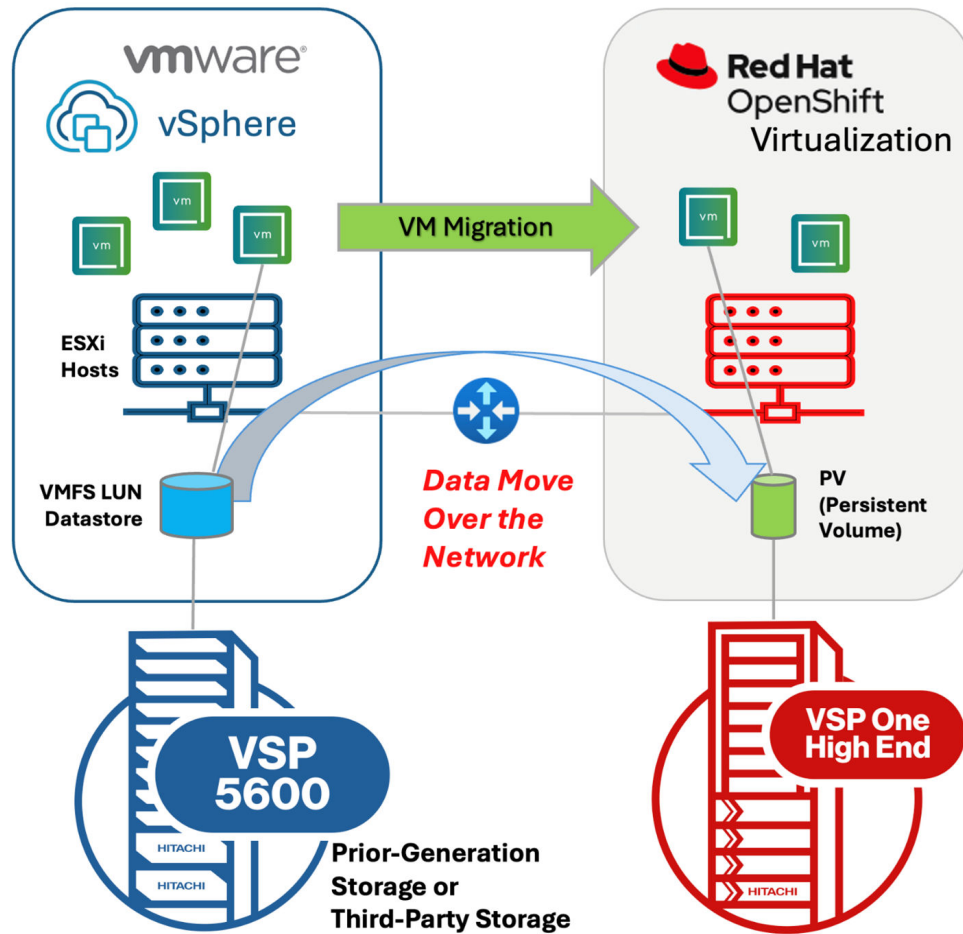 vmware®
vSphere
Red Hat
OpenShift
Virtualization
vm
vm
vm
VM Migration
vm
vm
ESXi
Hosts
VMFS LUN
Datastore
Data Move
Over the
Network
PV
(Persistent
Volume)
VSP
5600
HITACHI
HITACHI
Prior-Generation
Storage or
Third-Party Storage
VSP One
High End
HITACHI